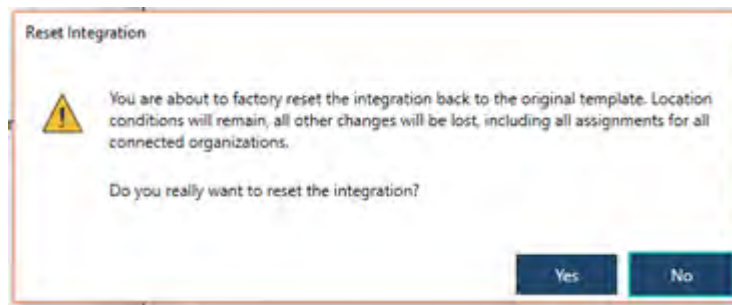 Reset Integration
You are about to factory reset the integration back to the original template. Location
conditions will remain, all other changes will be lost, including all assignments for all
connected organizations.
Do you really want to reset the integration?
Yes No